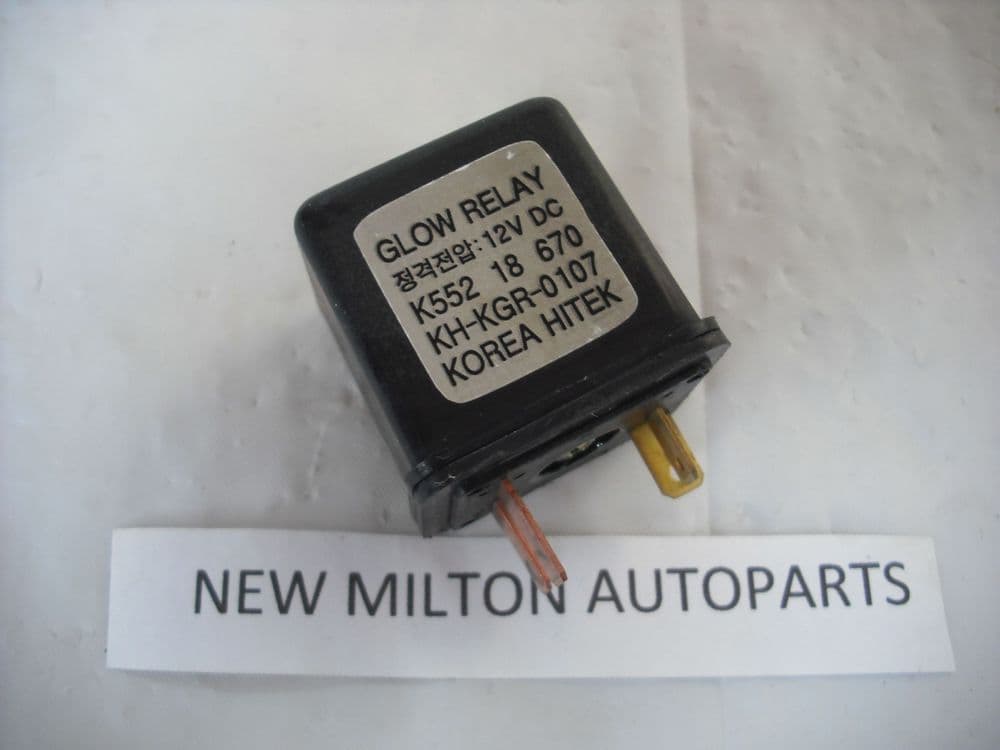 GLOW RELAY
정격전압:12V DC
K552 18 670
KH-KGR-0107
KOREA HITEK
NEW MILTON AUTOPARTS